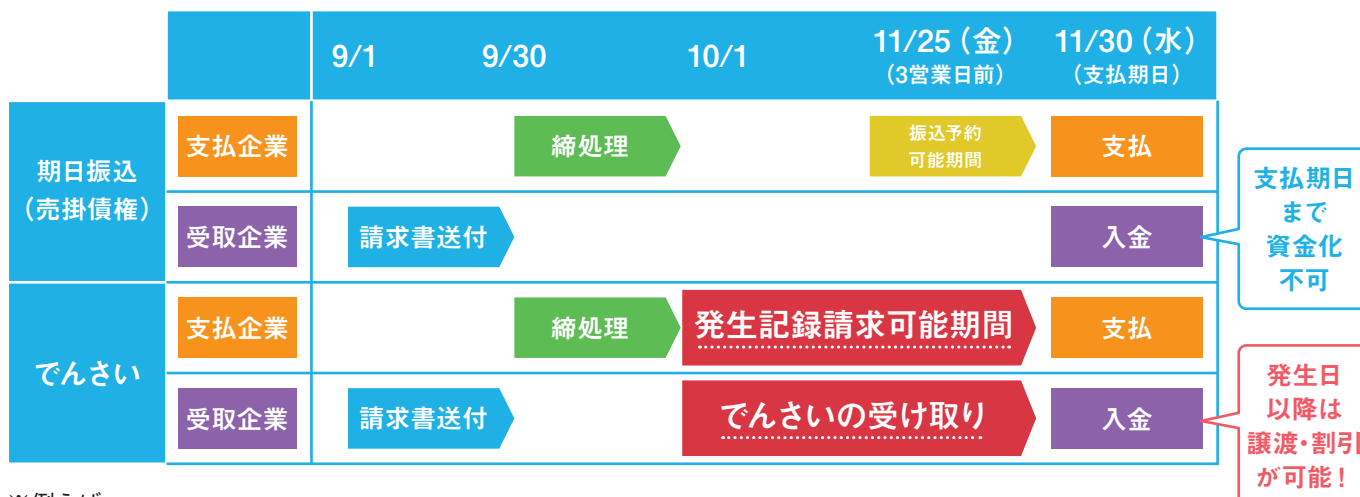 9/1
9/30
10/1
11/25（金）
（3営業日前）
11/30（水）
（支払期日）
期日振込
（売掛債権）
支払企業
締処理
振込予約
可能期間
支払
受取企業
請求書送付
入金
支払期日
まで
資金化
不可
でんさい
支払企業
締処理
発生記録請求可能期間
支払
受取企業
請求書送付
でんさいの受け取り
入金
発生日
以降は
譲渡・割引
が可能！